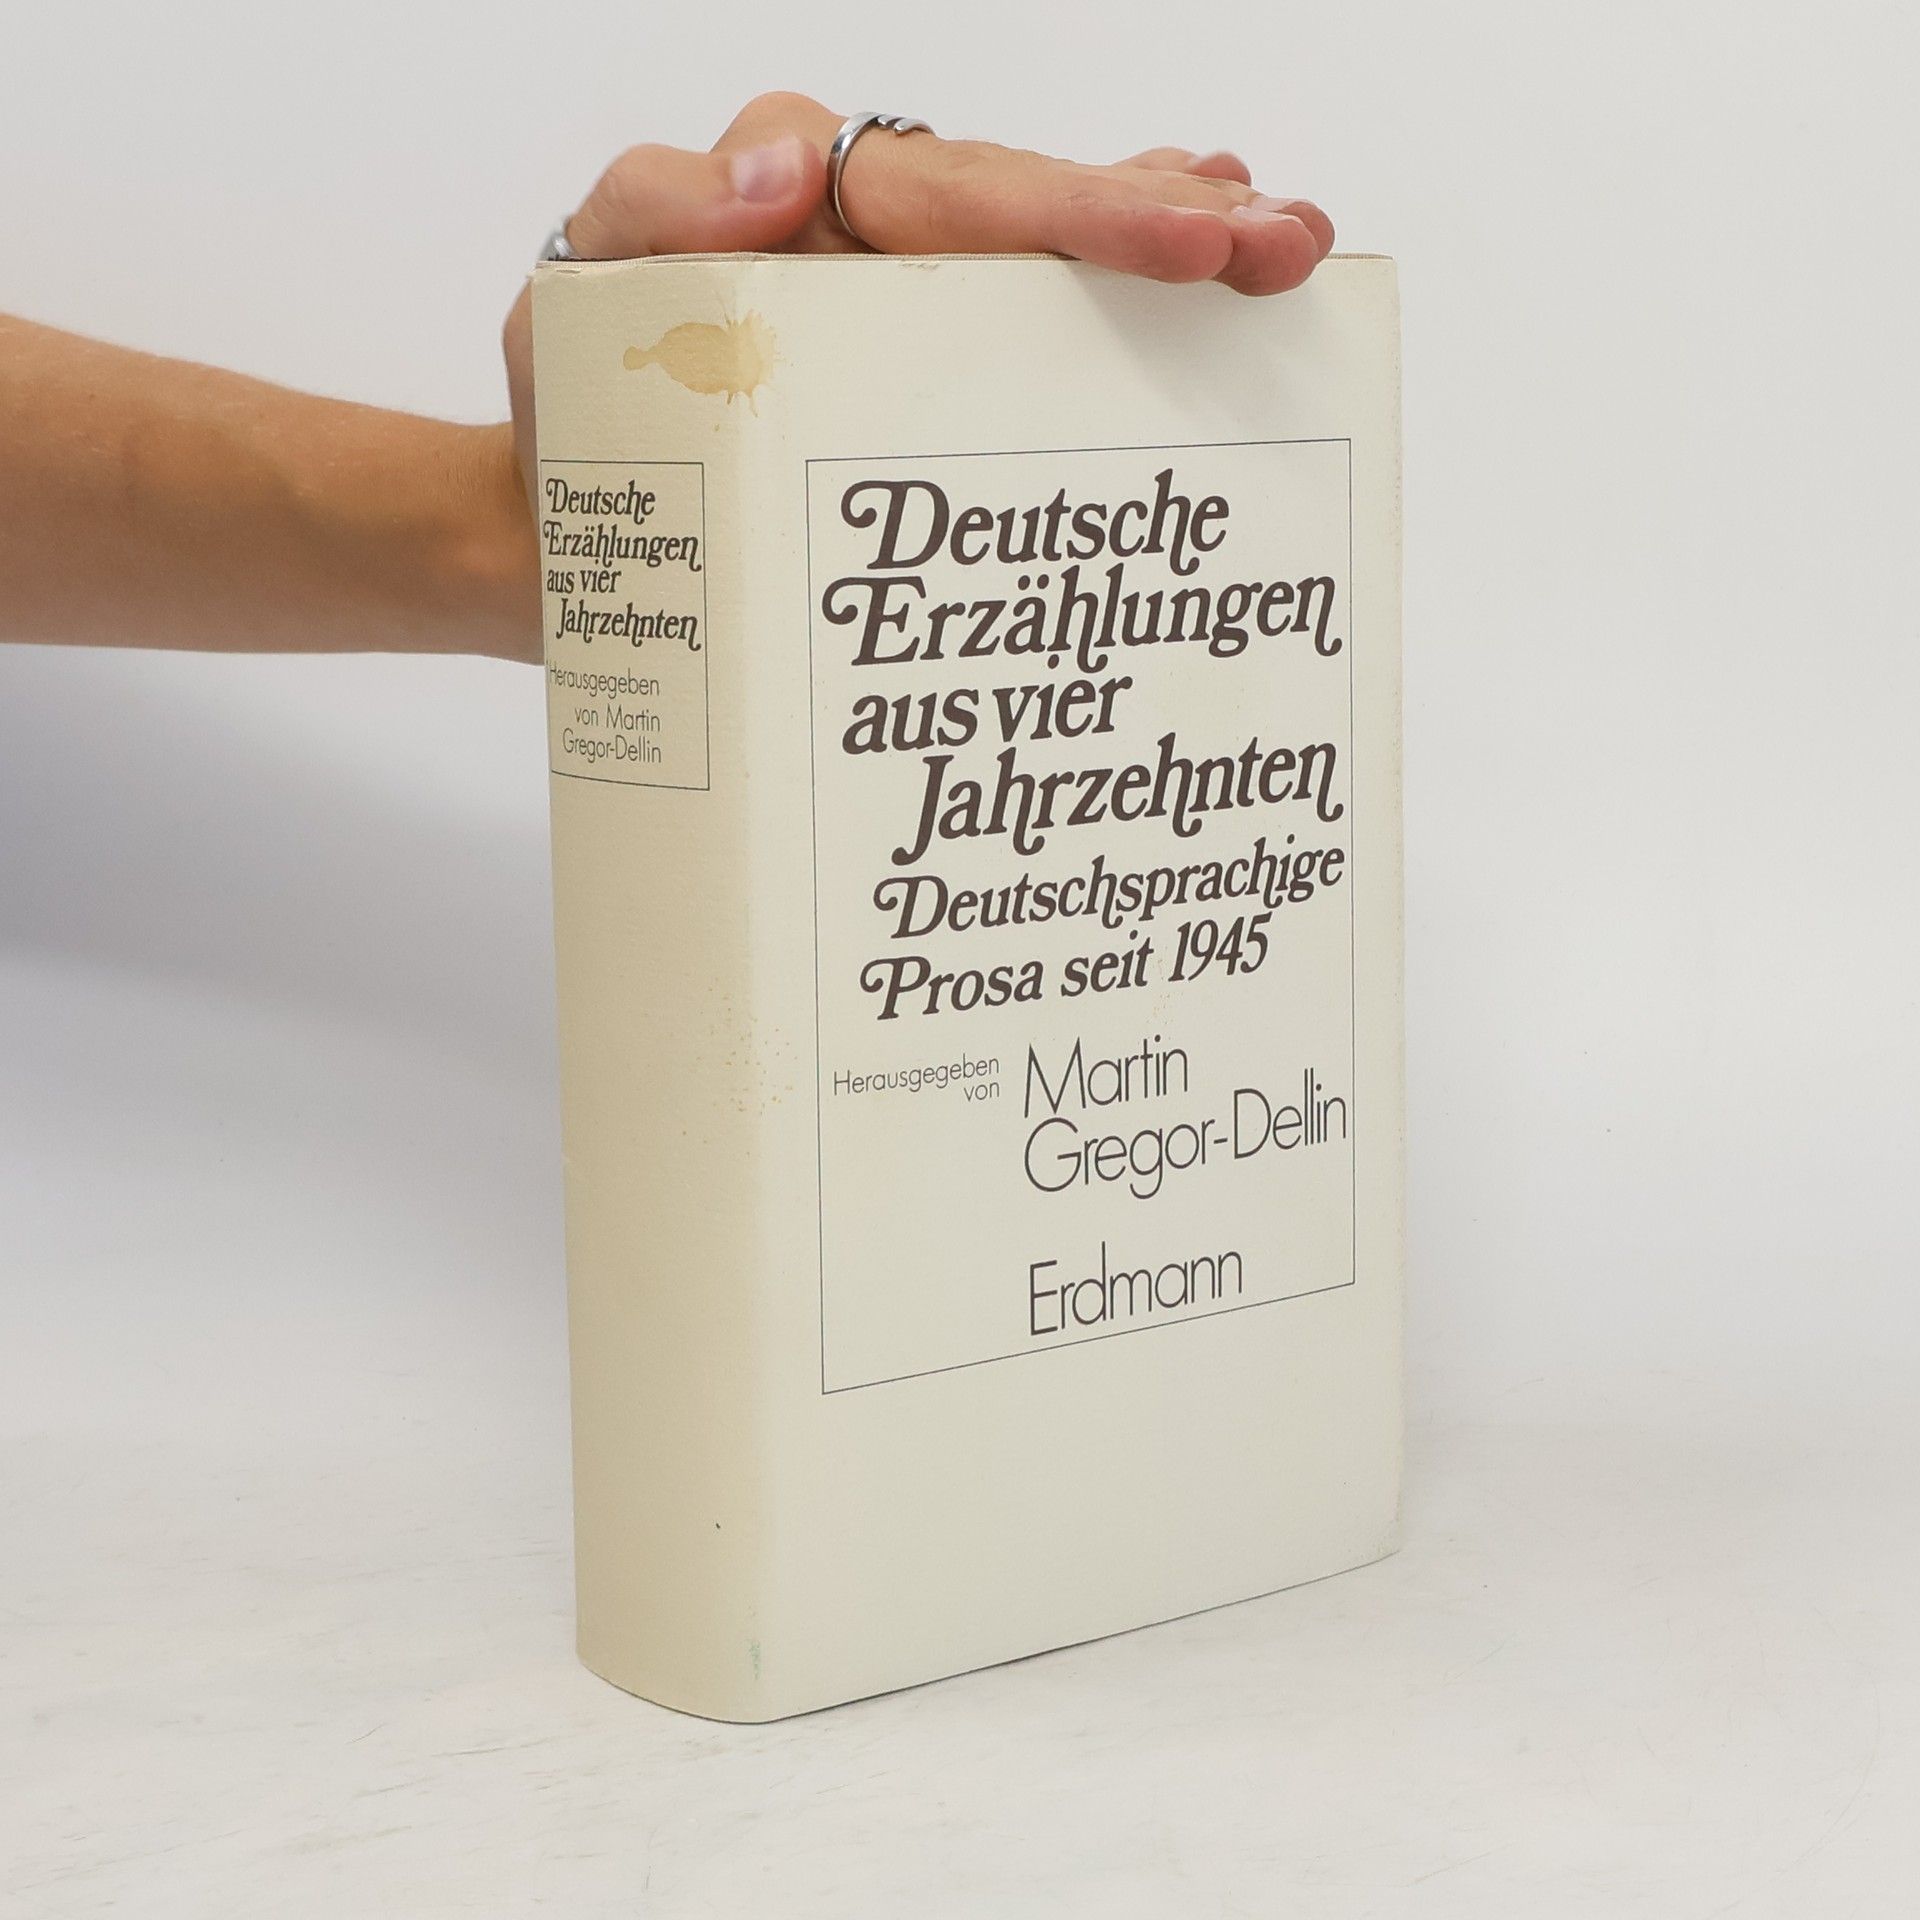 Deutsche
Erzählungen
aus vier
Jahrzehnten
Herausgegeben
von Martin
Gregor-Dellin
Deutsche
Erzählungen
aus vier
Jahrzehnten
Deutschsprachige
Prosa seit 1945
Herausgegeben
von
Martin
Gregor-Dellin
Erdmann